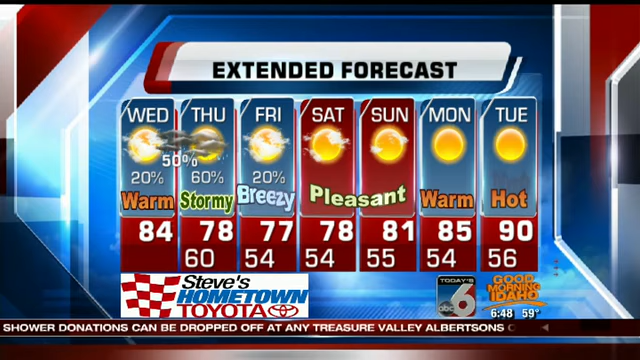 EXTENDED FORECAST
WED THU FRI SAT SUN MON TUE
50%
20% 60% 20%
Warm Stormy Breezy Pleasant Warm Hot
84 78 77 78 81 85 90
60 54 54 55 54 56
Steve's
HOMETOWN
TOYOTA
TODAY'S
abc 6
GOOD
MORNING
IDAHO
6:48 59°
SHOWER DONATIONS CAN BE DROPPED OFF AT ANY TREASURE VALLEY ALBERTSONS